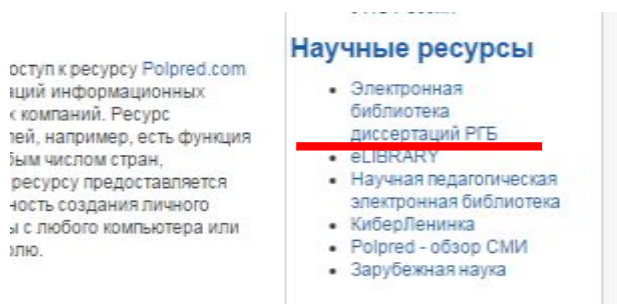 оступ к ресурсу Polpred.com
аций информационных
к компаний. Ресурс
лей, например, есть функция
бым числом стран,
ресурсу предоставляется
ность создания личного
ы с любого компьютера или
олю.
Научные ресурсы
• Электронная
библиотека
диссертаций РГБ
• eLIBRARY
• Научная педагогическая
электронная библиотека
• КиберЛенинка
• Polpred - обзор СМИ
• Зарубежная наука